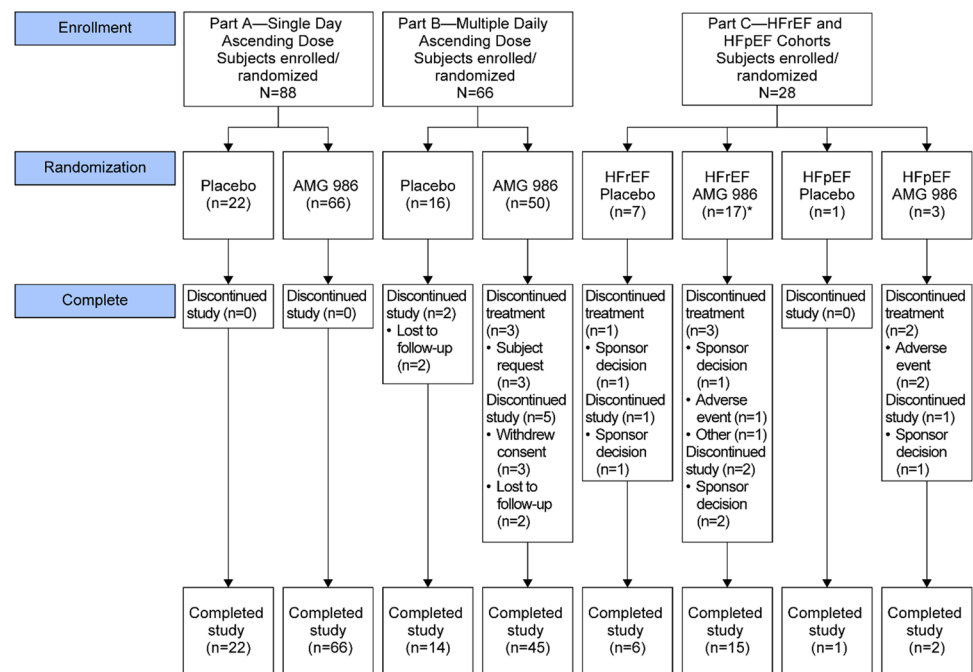 Enrollment
Part A—Single Day
Ascending Dose
Subjects enrolled/
randomized
N=88
Part B—Multiple Daily
Ascending Dose
Subjects enrolled/
randomized
N=66
Part C—HFrEF and
HFpEF Cohorts
Subjects enrolled/
randomized
N=28
Randomization
Placebo
(n=22)
AMG 986
(n=66)
Placebo
(n=16)
AMG 986
(n=50)
HFrEF
Placebo
(n=7)
HFrEF
AMG 986
(n=17)*
HFpEF
Placebo
(n=1)
HFpEF
AMG 986
(n=3)
Complete
Discontinued
study (n=0)
Discontinued
study (n=0)
Discontinued
study (n=2)
• Lost to
follow-up
(n=2)
Discontinued
treatment
(n=3)
• Subject
request
(n=3)
Discontinued
study (n=5)
• Withdrew
consent
(n=3)
• Lost to
follow-up
(n=2)
Discontinued
treatment
(n=1)
• Sponsor
decision
(n=1)
Discontinued
study (n=1)
• Sponsor
decision
(n=1)
Discontinued
treatment
(n=3)
• Sponsor
decision
(n=1)
• Adverse
event (n=1)
• Other (n=1)
Discontinued
study (n=2)
• Sponsor
decision
(n=2)
Discontinued
study (n=0)
Discontinued
treatment
(n=2)
• Adverse
event
(n=2)
Discontinued
study (n=1)
• Sponsor
decision
(n=1)
Completed
study
(n=22)
Completed
study
(n=66)
Completed
study
(n=14)
Completed
study
(n=45)
Completed
study
(n=6)
Completed
study
(n=15)
Completed
study
(n=1)
Completed
study
(n=2)